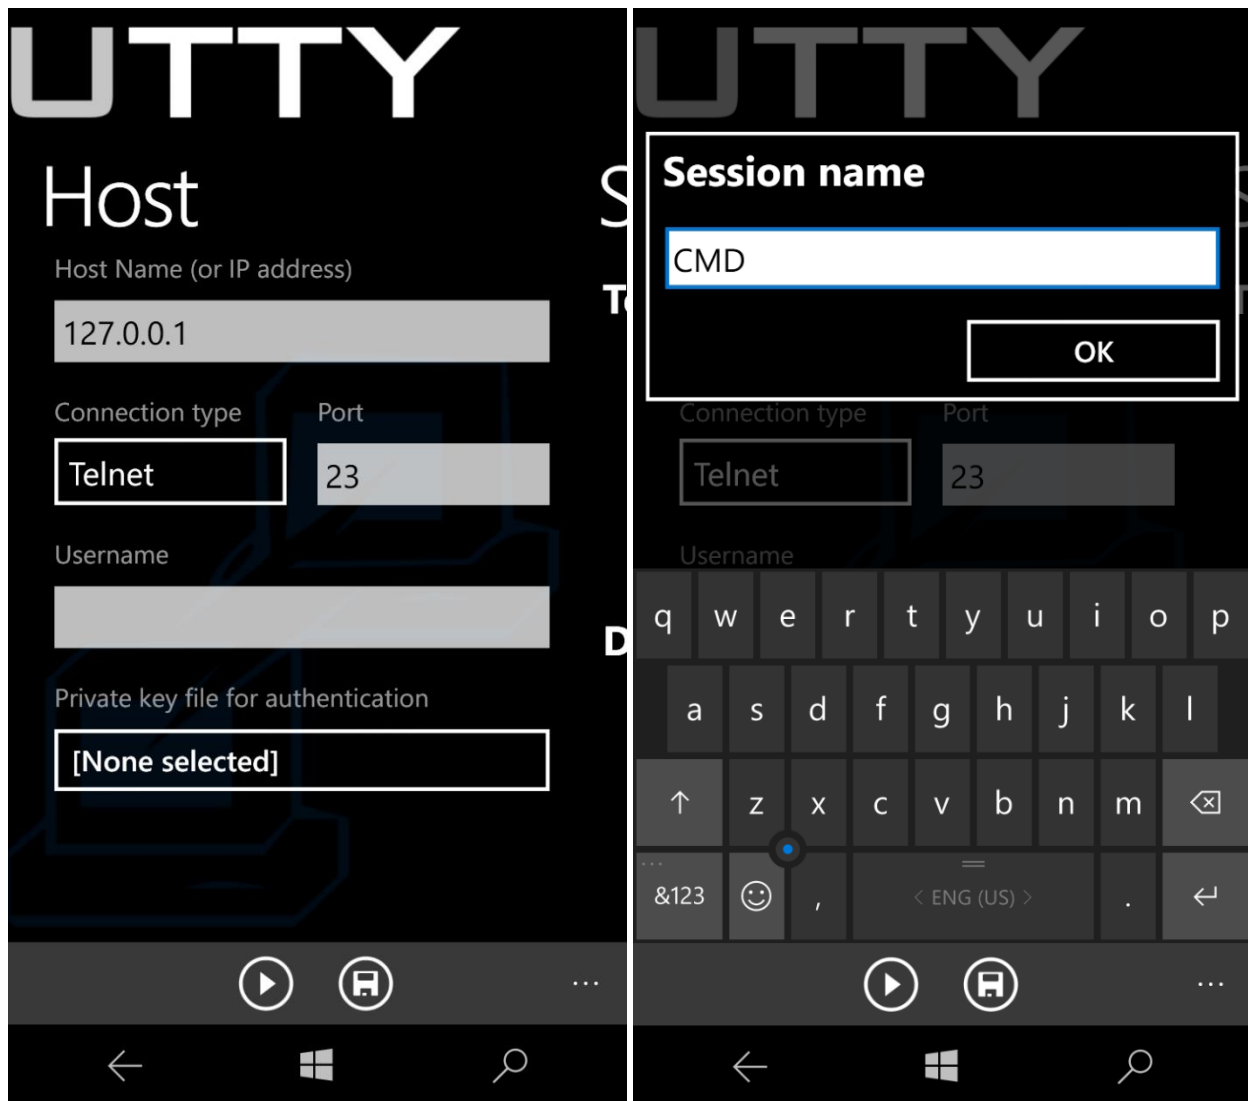 UTTY
Host
Host Name (or IP address)
127.0.0.1
Connection type Port
Telnet 23
Username
Private key file for authentication
[None selected]
...
UTTY
Session name
CMD
OK
Connection type Port
Telnet 23
Username
q w e r t y u i o p
a s d f g h j k l
z x c v b n m
&123 , < ENG (US) > .
...